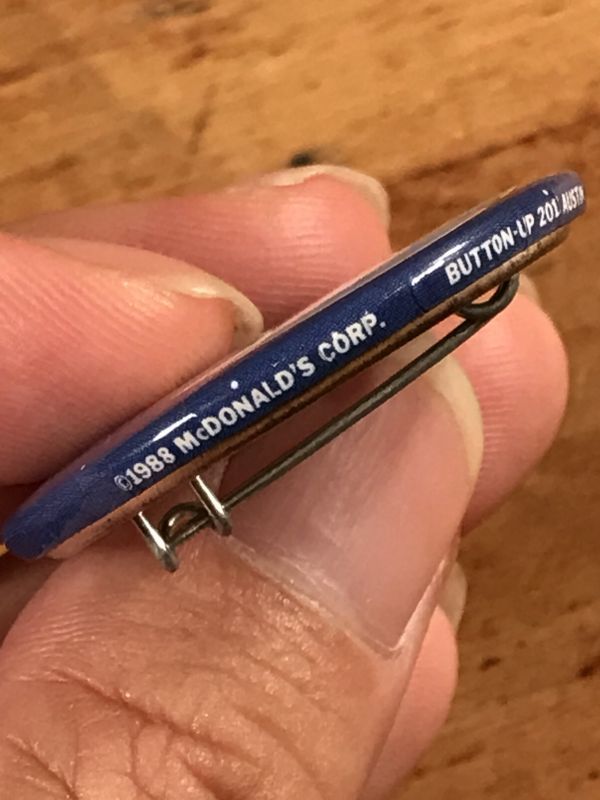 ©1988 McDONALD'S CORP.
BUTTON-UP 201